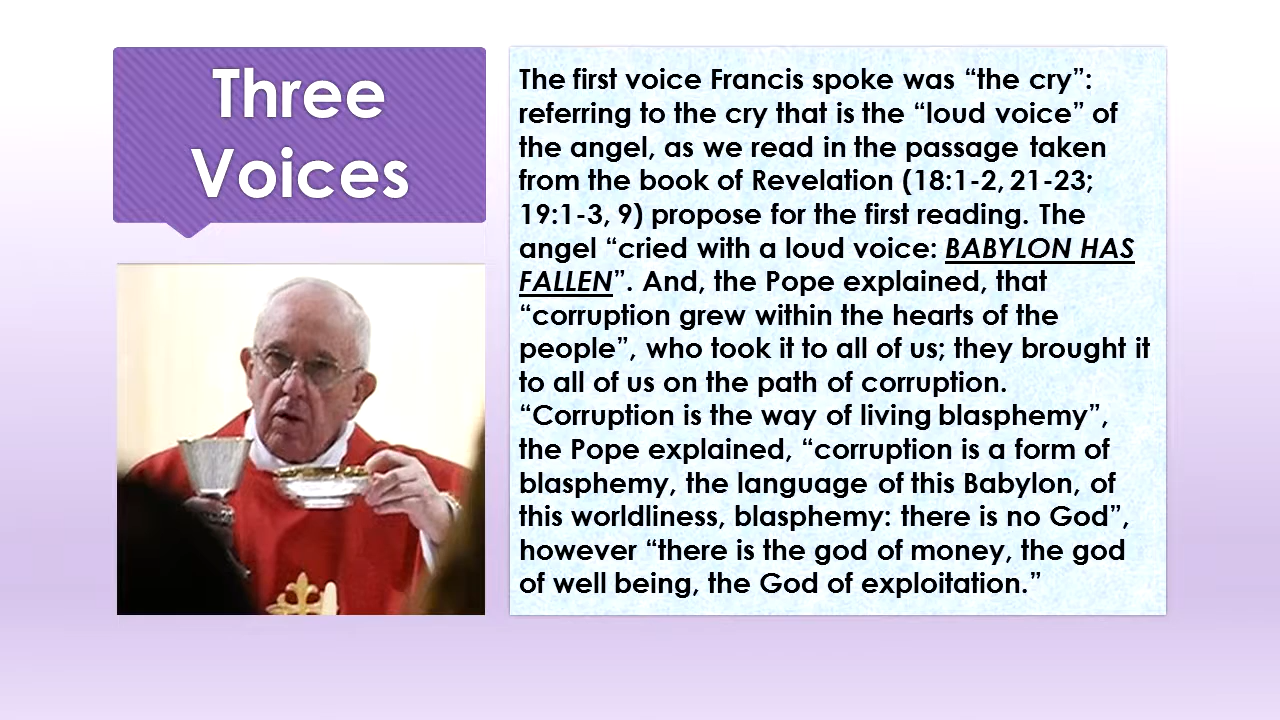 Three
Voices
The first voice Francis spoke was “the cry”:
referring to the cry that is the “loud voice” of
the angel, as we read in the passage taken
from the book of Revelation (18:1-2, 21-23;
19:1-3, 9) propose for the first reading. The
angel “cried with a loud voice: BABYLON HAS
FALLEN”. And, the Pope explained, that
“corruption grew within the hearts of the
people”, who took it to all of us; they brought it
to all of us on the path of corruption.
“Corruption is the way of living blasphemy”,
the Pope explained, “corruption is a form of
blasphemy, the language of this Babylon, of
this worldliness, blasphemy: there is no God”,
however “there is the god of money, the god
of well being, the God of exploitation.”